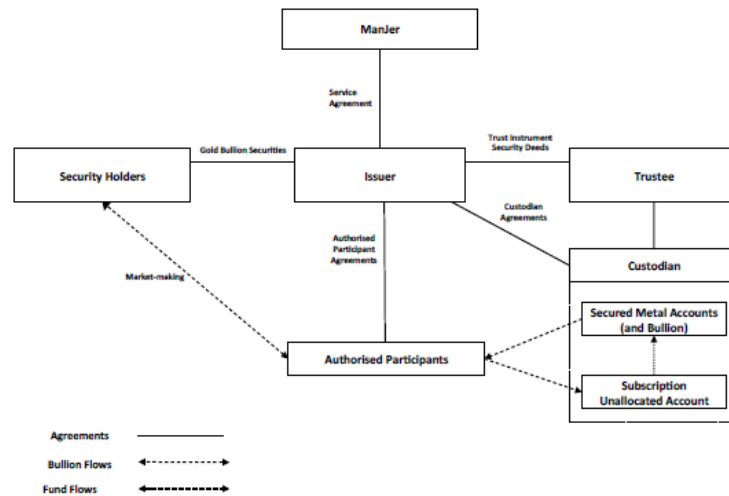 ManJer
Service
Agreement
Gold Bullion Securities
Trust Instrument
Security Deeds
Security Holders
Issuer
Trustee
Custodian
Agreements
Authorised
Participant
Agreements
Custodian
Market-making
Secured Metal Accounts
(and Bullion)
Authorised Participants
Subscription
Unallocated Account
Agreements
Bullion Flows
Fund Flows